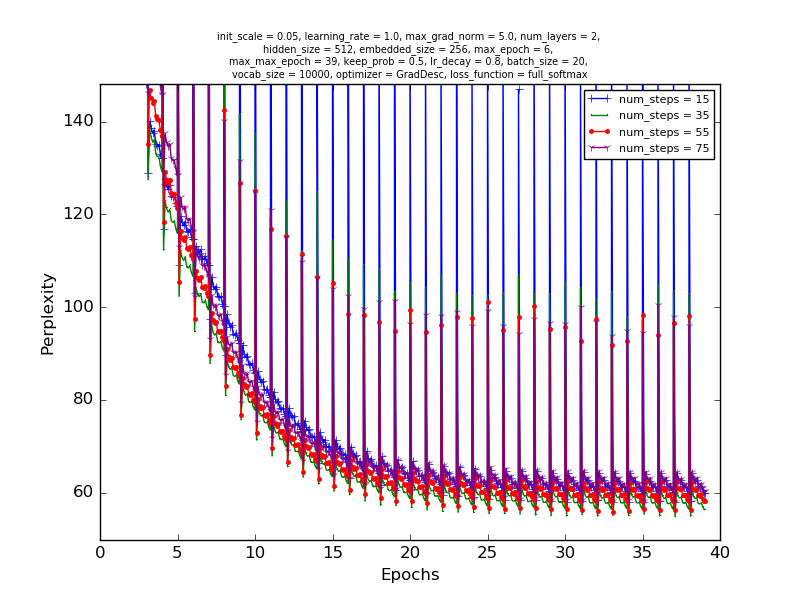 init_scale = 0.05, learning_rate = 1.0, max_grad_norm = 5.0, num_layers = 2,
hidden_size = 512, embedded_size = 256, max_epoch = 6,
max_max_epoch = 39, keep_prob = 0.5, lr_decay = 0.8, batch_size = 20,
vocab_size = 10000, optimizer = GradDesc, loss_function = full_softmax
num_steps = 15
num_steps = 35
num_steps = 55
num_steps = 75
Perplexity
140
120
100
80
60
0 5 10 15 20 25 30 35 40
Epochs